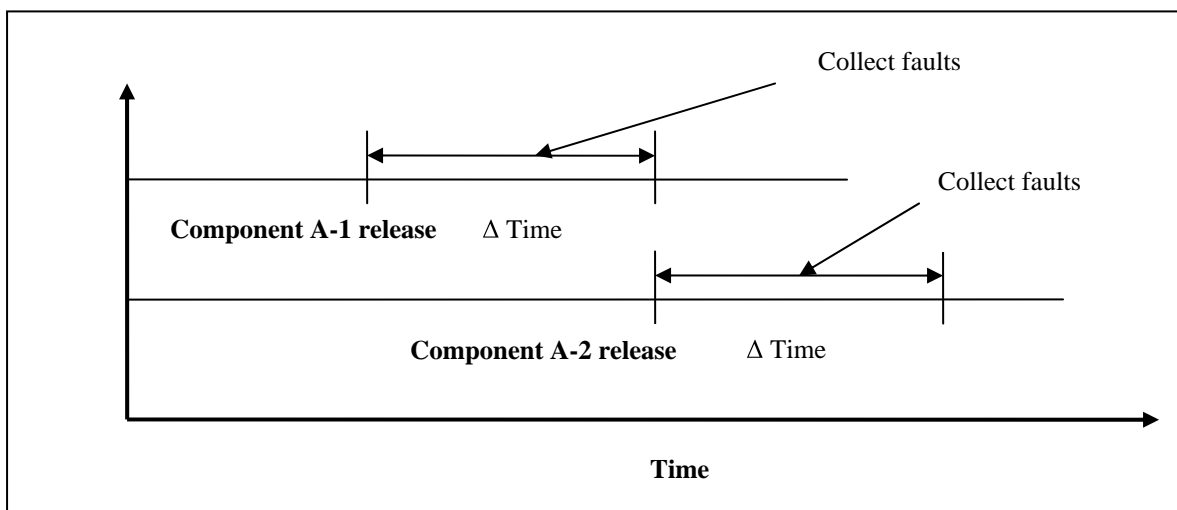 Collect faults
Collect faults
Component A-1 release Δ Time
Component A-2 release Δ Time
Time